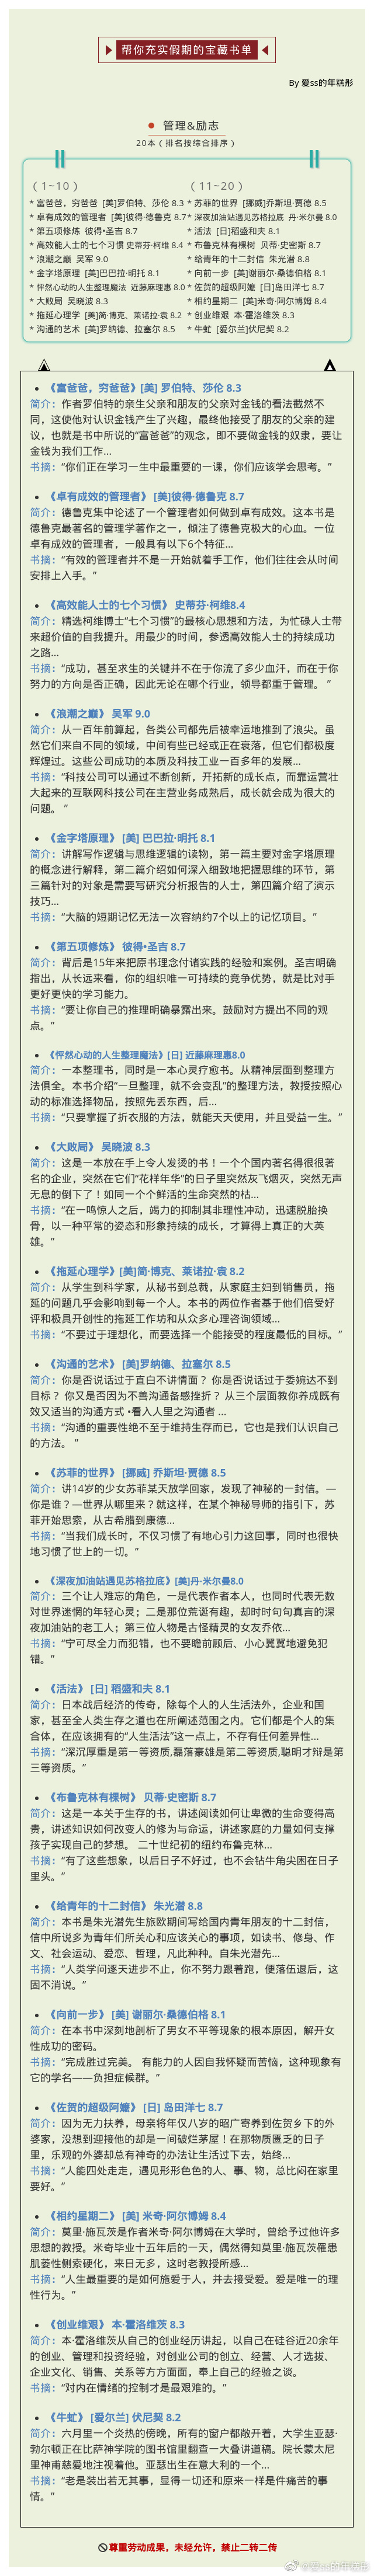 帮你充实假期的宝藏书单
By 爱ss的年糕彤
管理&励志
20本（排名按综合排序）
（1~10）
* 富爸爸，穷爸爸 [美]罗伯特、莎伦 8.3
* 卓有成效的管理者 [美]彼得·德鲁克 8.7
* 第五项修炼 彼得•圣吉 8.7
* 高效能人士的七个习惯 史蒂芬·柯维 8.4
* 浪潮之巅 吴军 9.0
* 金字塔原理 [美]巴巴拉·明托 8.1
* 怦然心动的人生整理魔法 近藤麻理惠 8.0
* 大败局 吴晓波 8.3
* 拖延心理学 [美]简·博克、莱诺拉·袁 8.2
* 沟通的艺术 [美]罗纳德、拉塞尔 8.5
（11~20）
* 苏菲的世界 [挪威]乔斯坦·贾德 8.5
* 深夜加油站遇见苏格拉底 丹·米尔曼 8.0
* 活法 [日]稻盛和夫 8.1
* 布鲁克林有棵树 贝蒂·史密斯 8.7
* 给青年的十二封信 朱光潜 8.8
* 向前一步 [美]谢丽尔·桑德伯格 8.1
* 佐贺的超级阿嬷 [日]岛田洋七 8.7
* 相约星期二 [美]米奇·阿尔博姆 8.4
* 创业维艰 本·霍洛维茨 8.3
* 牛虻 [爱尔兰]伏尼契 8.2
• 《富爸爸，穷爸爸》[美] 罗伯特、莎伦 8.3
简介：作者罗伯特的亲生父亲和朋友的父亲对金钱的看法截然不
同，这使他对认识金钱产生了兴趣，最终他接受了朋友的父亲的建
议，也就是书中所说的“富爸爸”的观念，即不要做金钱的奴隶，要让
金钱为我们工作...
书摘：“你们正在学习一生中最重要的一课，你们应该学会思考。”
• 《卓有成效的管理者》 [美]彼得·德鲁克 8.7
简介：德鲁克集中论述了一个管理者如何做到卓有成效。这本书是
德鲁克最著名的管理学著作之一，倾注了德鲁克极大的心血。一位
卓有成效的管理者，一般具有以下6个特征...
书摘：“有效的管理者并不是一开始就着手工作，他们往往会从时间
安排上入手。”
• 《高效能人士的七个习惯》 史蒂芬·柯维8.4
简介：精选柯维博士“七个习惯”的最核心思想和方法，为忙碌人士带
来超价值的自我提升。用最少的时间，参透高效能人士的持续成功
之路...
书摘：“成功，甚至求生的关键并不在于你流了多少血汗，而在于你
努力的方向是否正确，因此无论在哪个行业，领导都重于管理。 ”
• 《浪潮之巅》 吴军 9.0
简介：从一百年前算起，各类公司都先后被幸运地推到了浪尖。虽
然它们来自不同的领域，中间有些已经或正在衰落，但它们都极度
辉煌过。这些公司成功的本质及科技工业一百多年的发展...
书摘：“科技公司可以通过不断创新，开拓新的成长点，而靠运营壮
大起来的互联网科技公司在主营业务成熟后，成长就会成为很大的
问题。 ”
• 《金字塔原理》 [美] 巴巴拉·明托 8.1
简介：讲解写作逻辑与思维逻辑的读物，第一篇主要对金字塔原理
的概念进行解释，第二篇介绍如何深入细致地把握思维的环节，第
三篇针对的对象是需要写研究分析报告的人士，第四篇介绍了演示
技巧...
书摘：“大脑的短期记忆无法一次容纳约7个以上的记忆项目。”
• 《第五项修炼》 彼得•圣吉 8.7
简介：背后是15年来把原书理念付诸实践的经验和案例。圣吉明确
指出，从长远来看，你的组织唯一可持续的竞争优势，就是比对手
更好更快的学习能力。
书摘：“要让你自己的推理明确暴露出来。鼓励对方提出不同的观
点。”
• 《怦然心动的人生整理魔法》[日] 近藤麻理惠8.0
简介：一本整理书，同时是一本心灵疗愈书。从精神层面到整理方
法俱全。本书介绍“一旦整理，就不会变乱”的整理方法，教授按照心
动的标准选择物品，按照先丢东西，后...
书摘：“只要掌握了折衣服的方法，就能天天使用，并且受益一生。”
• 《大败局》 吴晓波 8.3
简介：这是一本放在手上令人发烫的书！一个个国内著名得很很著
名的企业，突然在它们“花样年华”的日子里突然灰飞烟灭，突然无声
无息的倒下了！如同一个个鲜活的生命突然的枯...
书摘：“在一鸣惊人之后，竭力的抑制其非理性冲动，迅速脱胎换
骨，以一种平常的姿态和形象持续的成长，才算得上真正的大英
雄。”
• 《拖延心理学》[美]简·博克、莱诺拉·袁 8.2
简介：从学生到科学家，从秘书到总裁，从家庭主妇到销售员，拖
延的问题几乎会影响到每一个人。本书的两位作者基于他们倍受好
评和极具开创性的拖延工作坊和从众多心理咨询领域...
书摘：“不要过于理想化，而要选择一个能接受的程度最低的目标。”
• 《沟通的艺术》 [美]罗纳德、拉塞尔 8.5
简介：你是否说话过于直白不讲情面？ 你是否说话过于委婉达不到
目标？ 你又是否因为不善沟通备感挫折？ 从三个层面教你养成既有
效又适当的沟通方式 •看入人里之沟通者 ...
书摘：“沟通的重要性绝不至于维持生存而已，它也是我们认识自己
的方法。 ”
• 《苏菲的世界》 [挪威] 乔斯坦·贾德 8.5
简介：讲14岁的少女苏菲某天放学回家，发现了神秘的一封信。—
你是谁？—世界从哪里来？就这样，在某个神秘导师的指引下，苏
菲开始思索，从古希腊到康德...
书摘：“当我们成长时，不仅习惯了有地心引力这回事，同时也很快
地习惯了世上的一切。”
• 《深夜加油站遇见苏格拉底》[美]丹·米尔曼8.0
简介：三个让人难忘的角色，一是代表作者本人，也同时代表无数
对世界迷惘的年轻心灵；二是那位荒诞有趣，却时时句句真言的深
夜加油站的老工人；第三位人物是古怪精灵的女友乔依...
书摘：“宁可尽全力而犯错，也不要瞻前顾后、小心翼翼地避免犯
错。”
• 《活法》 [日] 稻盛和夫 8.1
简介：日本战后经济的传奇，除每个人的人生活法外，企业和国
家，甚至全人类生存之道也在所阐述范围之内。它们都是个人的集
合体，在应该拥有的“人生活法”这一点上，不存有任何差异性...
书摘：“深沉厚重是第一等资质,磊落豪雄是第二等资质,聪明才辩是第
三等资质。”
• 《布鲁克林有棵树》 贝蒂·史密斯 8.7
简介：这是一本关于生存的书，讲述阅读如何让卑微的生命变得高
贵，讲述知识如何改变人的修为与命运，讲述家庭的力量如何支撑
孩子实现自己的梦想。 二十世纪初的纽约布鲁克林...
书摘：“有了这些想象，以后日子不好过，也不会钻牛角尖困在日子
里头。”
• 《给青年的十二封信》 朱光潜 8.8
简介：本书是朱光潜先生旅欧期间写给国内青年朋友的十二封信，
信中所说多为青年们所关心和应该关心的事项，如读书、修身、作
文、社会运动、爱恋、哲理，凡此种种。自朱光潜先...
书摘：“人类学问逐天进步不止，你不努力跟着跑，便落伍退后，这
固不消说。”
• 《向前一步》 [美] 谢丽尔·桑德伯格 8.1
简介：在本书中深刻地剖析了男女不平等现象的根本原因，解开女
性成功的密码。
书摘：“完成胜过完美。 有能力的人因自我怀疑而苦恼，这种现象有
它的学名——负担症候群。”
• 《佐贺的超级阿嬷》 [日] 岛田洋七 8.7
简介：因为无力扶养，母亲将年仅八岁的昭广寄养到佐贺乡下的外
婆家，没想到迎接他的却是一间破烂茅屋！在那物质匮乏的日子
里，乐观的外婆却总有神奇的办法让生活过下去，始终...
书摘：“人能四处走走，遇见形形色色的人、事、物，总比闷在家里
要好。”
• 《相约星期二》 [美] 米奇·阿尔博姆 8.4
简介：莫里·施瓦茨是作者米奇·阿尔博姆在大学时，曾给予过他许多
思想的教授。米奇毕业十五年后的一天，偶然得知莫里·施瓦茨罹患
肌萎性侧索硬化，来日无多，这时老教授所感...
书摘：“人生最重要的是如何施爱于人，并去接受爱。爱是唯一的理
性行为。”
• 《创业维艰》 本·霍洛维茨 8.3
简介：本·霍洛维茨从自己的创业经历讲起，以自己在硅谷近20余年
的创业、管理和投资经验，对创业公司的创立、经营、人才选拔、
企业文化、销售、关系等方方面面，奉上自己的经验之谈。
书摘：“对内在情绪的控制才是最艰难的。”
• 《牛虻》 [爱尔兰] 伏尼契 8.2
简介：六月里一个炎热的傍晚，所有的窗户都敞开着，大学生亚瑟·
勃尔顿正在比萨神学院的图书馆里翻查一大叠讲道稿。院长蒙太尼
里神甫慈爱地注视着他。亚瑟出生在意大利的一个...
书摘：“老是装出若无其事，显得一切还和原来一样是件痛苦的事
情。”
尊重劳动成果，未经允许，禁止二转二传
@爱ss的年糕彤